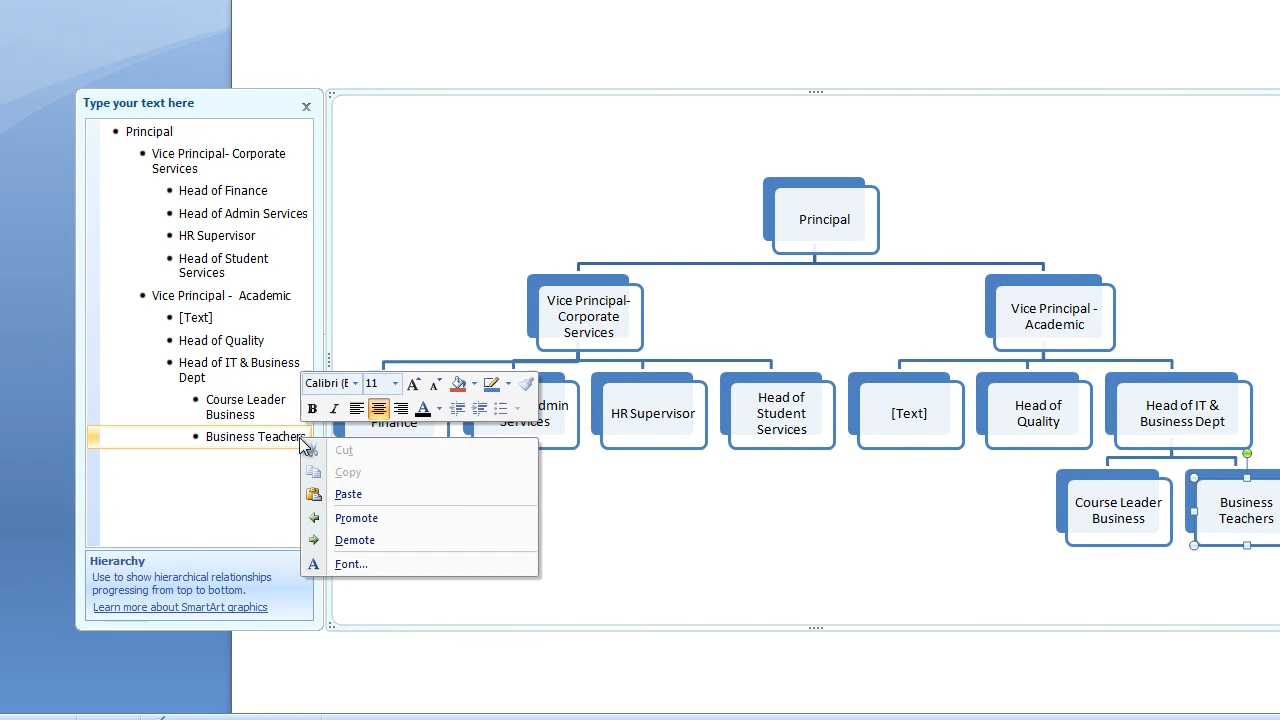 Type your text here
Principal
Vice Principal- Corporate
Services
Head of Finance
Head of Admin Services
HR Supervisor
Head of Student
Services
Vice Principal -  Academic
[Text]
Head of Quality
Head of IT & Business
Dept
Course Leader
Business
Business Teachers
Hierarchy
Use to show hierarchical relationships
progressing from top to bottom.
Learn more about SmartArt graphics
Calibri (E
11
Cut
Copy
Paste
Promote
Demote
Font...
Principal
Vice Principal-
Corporate
Services
Vice Principal -
Academic
Finance
Services
HR Supervisor
Head of
Student
Services
[Text]
Head of
Quality
Head of IT &
Business Dept
Course Leader
Business
Business
Teachers